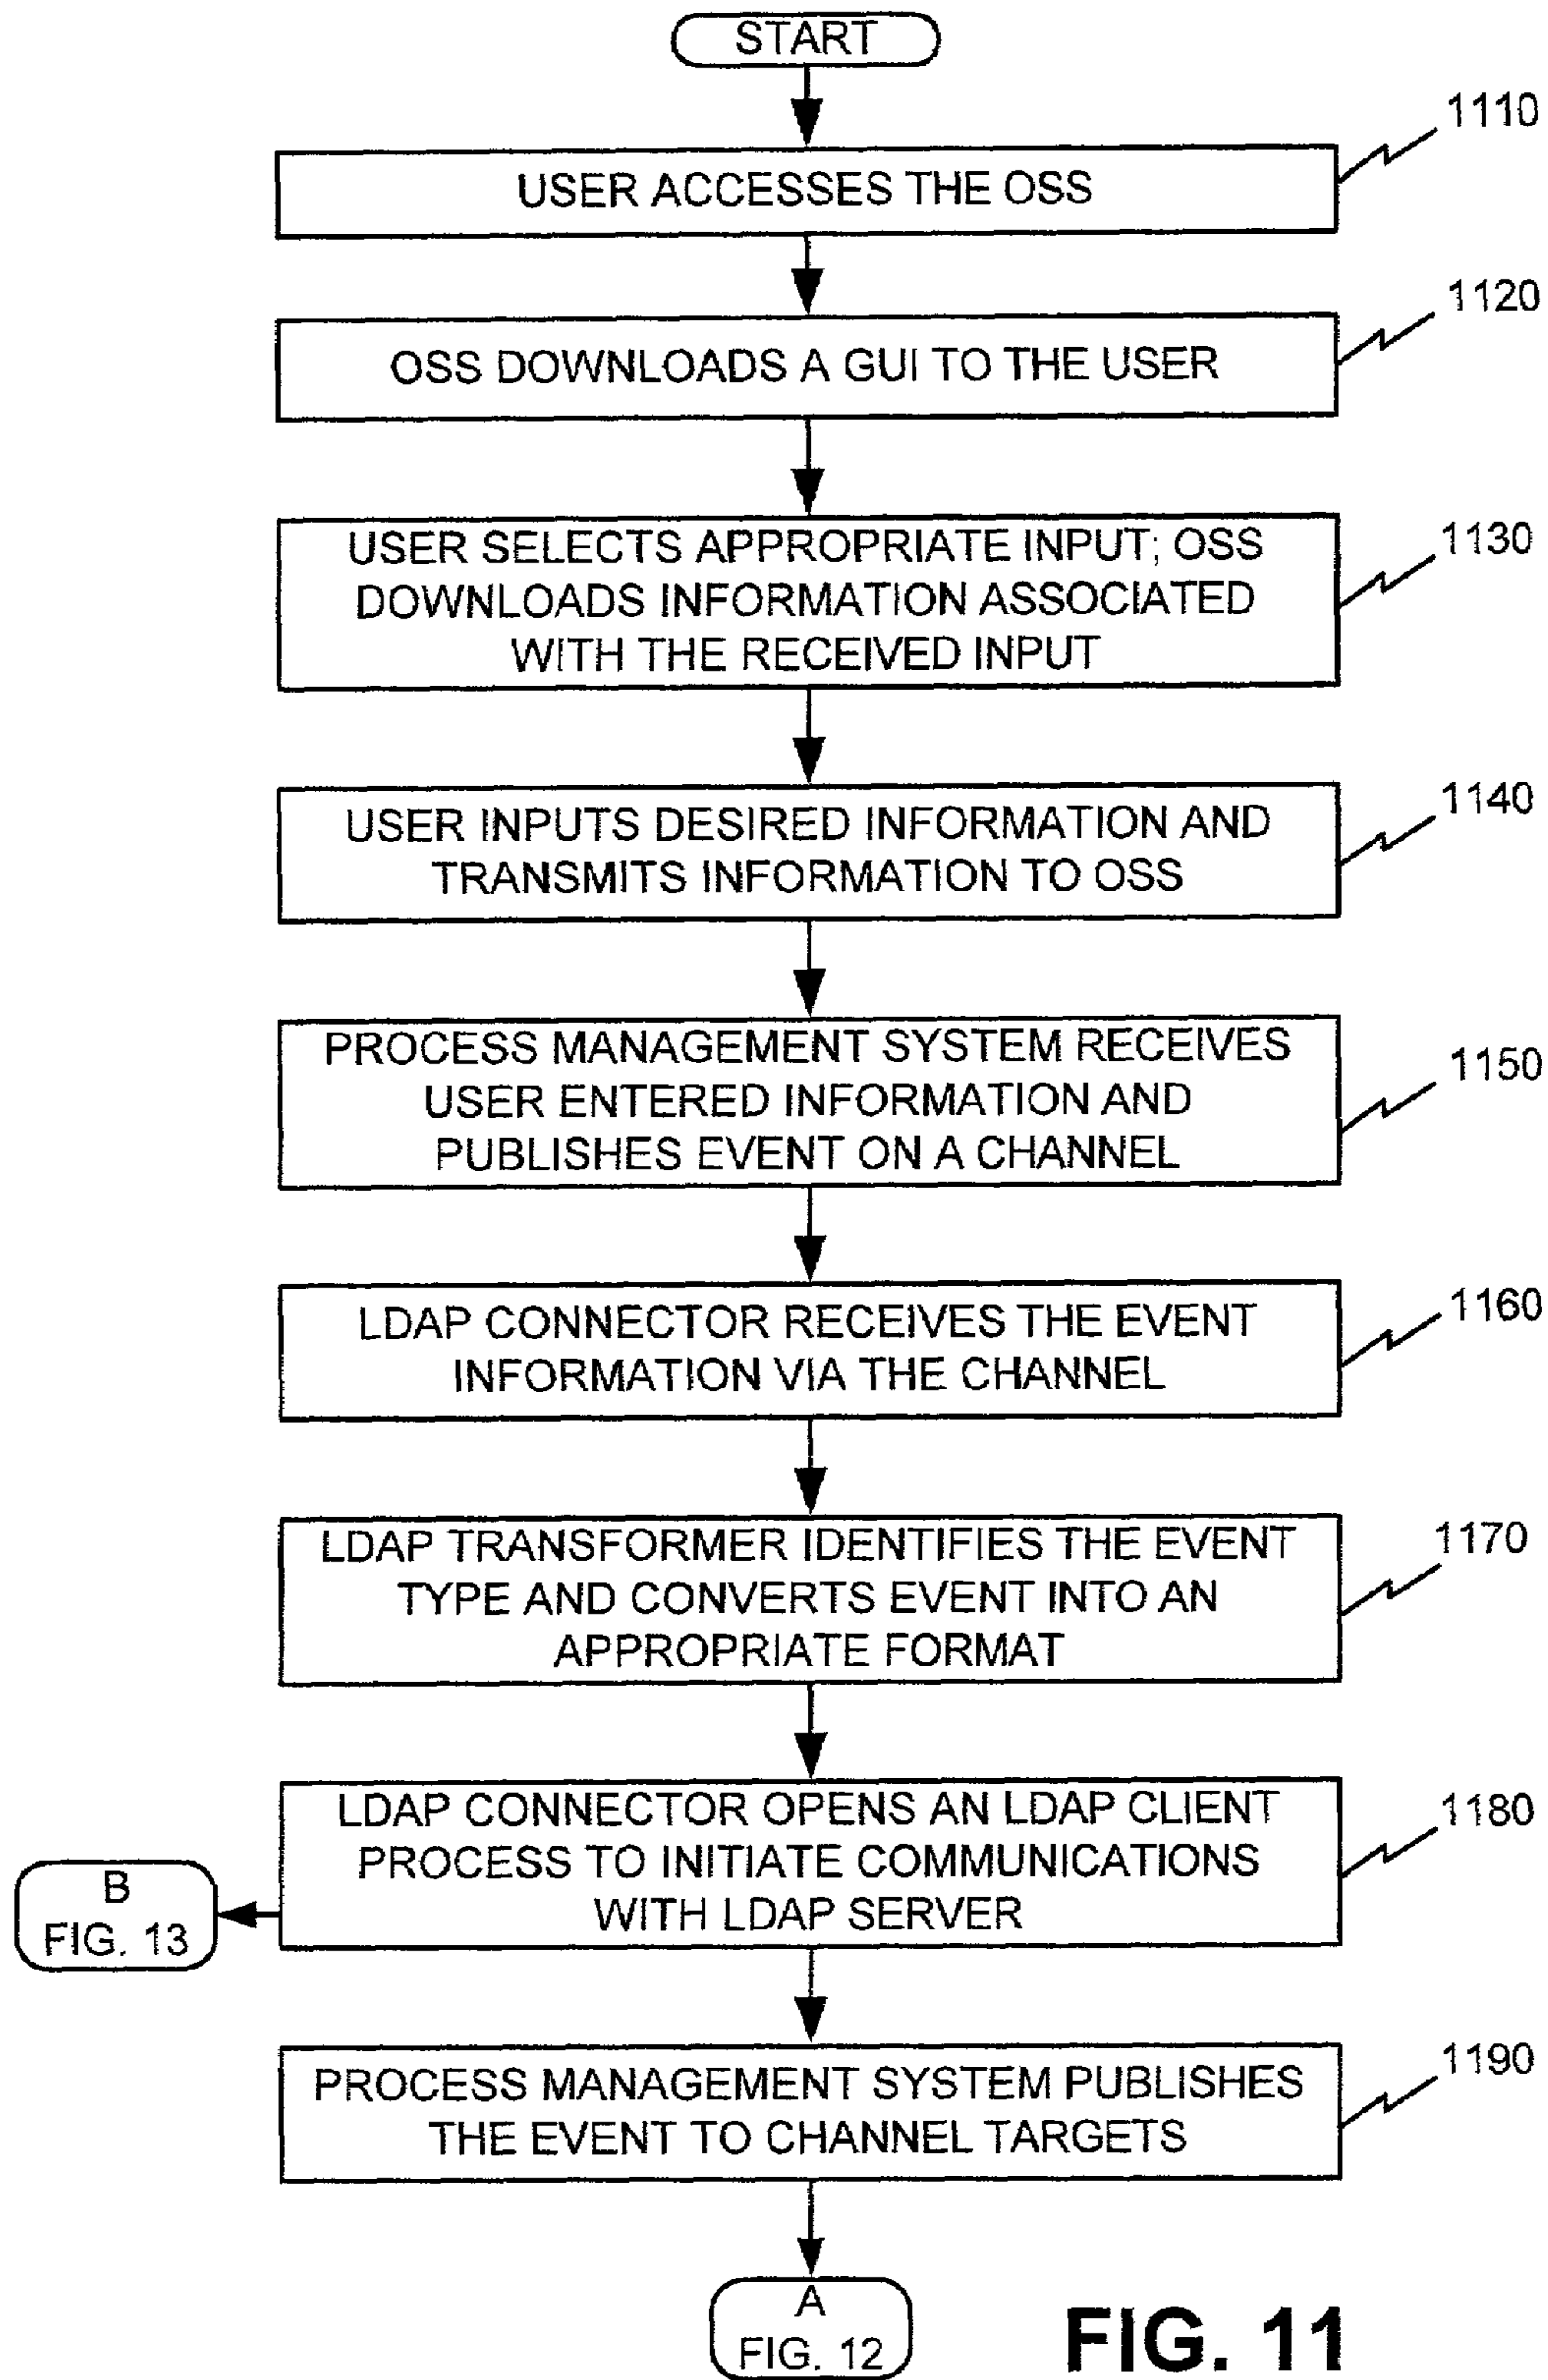 START
1110
USER ACCESSES THE OSS
1120
OSS DOWNLOADS A GUI TO THE USER
1130
USER SELECTS APPROPRIATE INPUT; OSS
DOWNLOADS INFORMATION ASSOCIATED
WITH THE RECEIVED INPUT
1140
USER INPUTS DESIRED INFORMATION AND
TRANSMITS INFORMATION TO OSS
1150
PROCESS MANAGEMENT SYSTEM RECEIVES
USER ENTERED INFORMATION AND
PUBLISHES EVENT ON A CHANNEL
1160
LDAP CONNECTOR RECEIVES THE EVENT
INFORMATION VIA THE CHANNEL
1170
LDAP TRANSFORMER IDENTIFIES THE EVENT
TYPE AND CONVERTS EVENT INTO AN
APPROPRIATE FORMAT
1180
LDAP CONNECTOR OPENS AN LDAP CLIENT
PROCESS TO INITIATE COMMUNICATIONS
WITH LDAP SERVER
B
FIG. 13
1190
PROCESS MANAGEMENT SYSTEM PUBLISHES
THE EVENT TO CHANNEL TARGETS
A
FIG. 12
FIG. 11